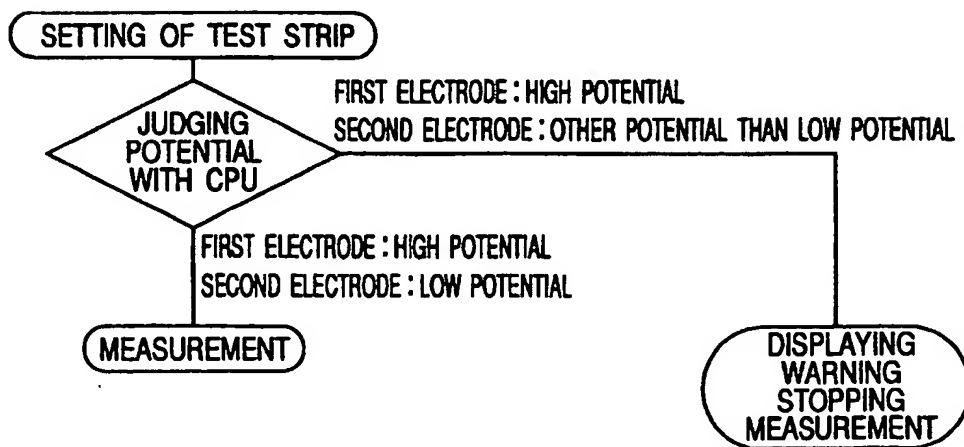 SETTING OF TEST STRIP
FIRST ELECTRODE : HIGH POTENTIAL
SECOND ELECTRODE : OTHER POTENTIAL THAN LOW POTENTIAL
JUDGING
POTENTIAL
WITH CPU
FIRST ELECTRODE : HIGH POTENTIAL
SECOND ELECTRODE : LOW POTENTIAL
MEASUREMENT
DISPLAYING
WARNING
STOPPING
MEASUREMENT